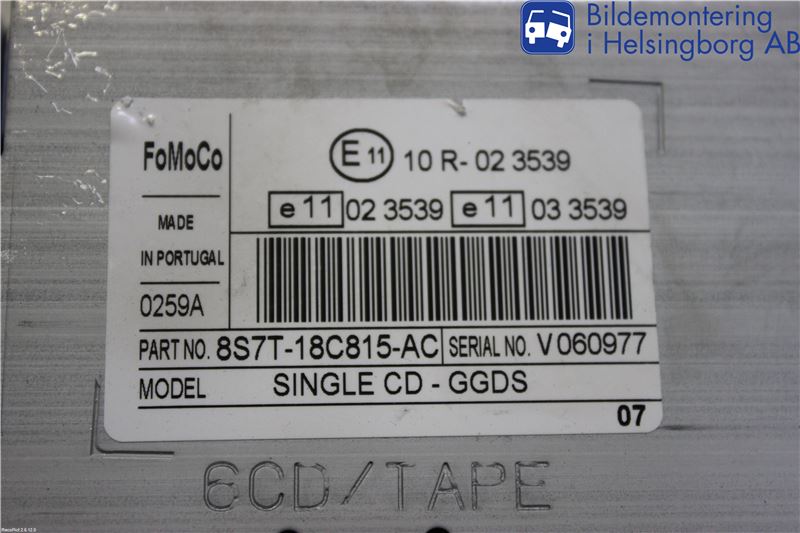 Bildemontering
i Helsingborg AB
FoMoCo
E 11 10 R- 02 3539
e 11 02 3539 e 11 03 3539
MADE
IN PORTUGAL
0259A
PART NO. 8S7T-18C815-AC SERIAL NO. V060977
MODEL SINGLE CD - GGDS
07
6CD/TAPE